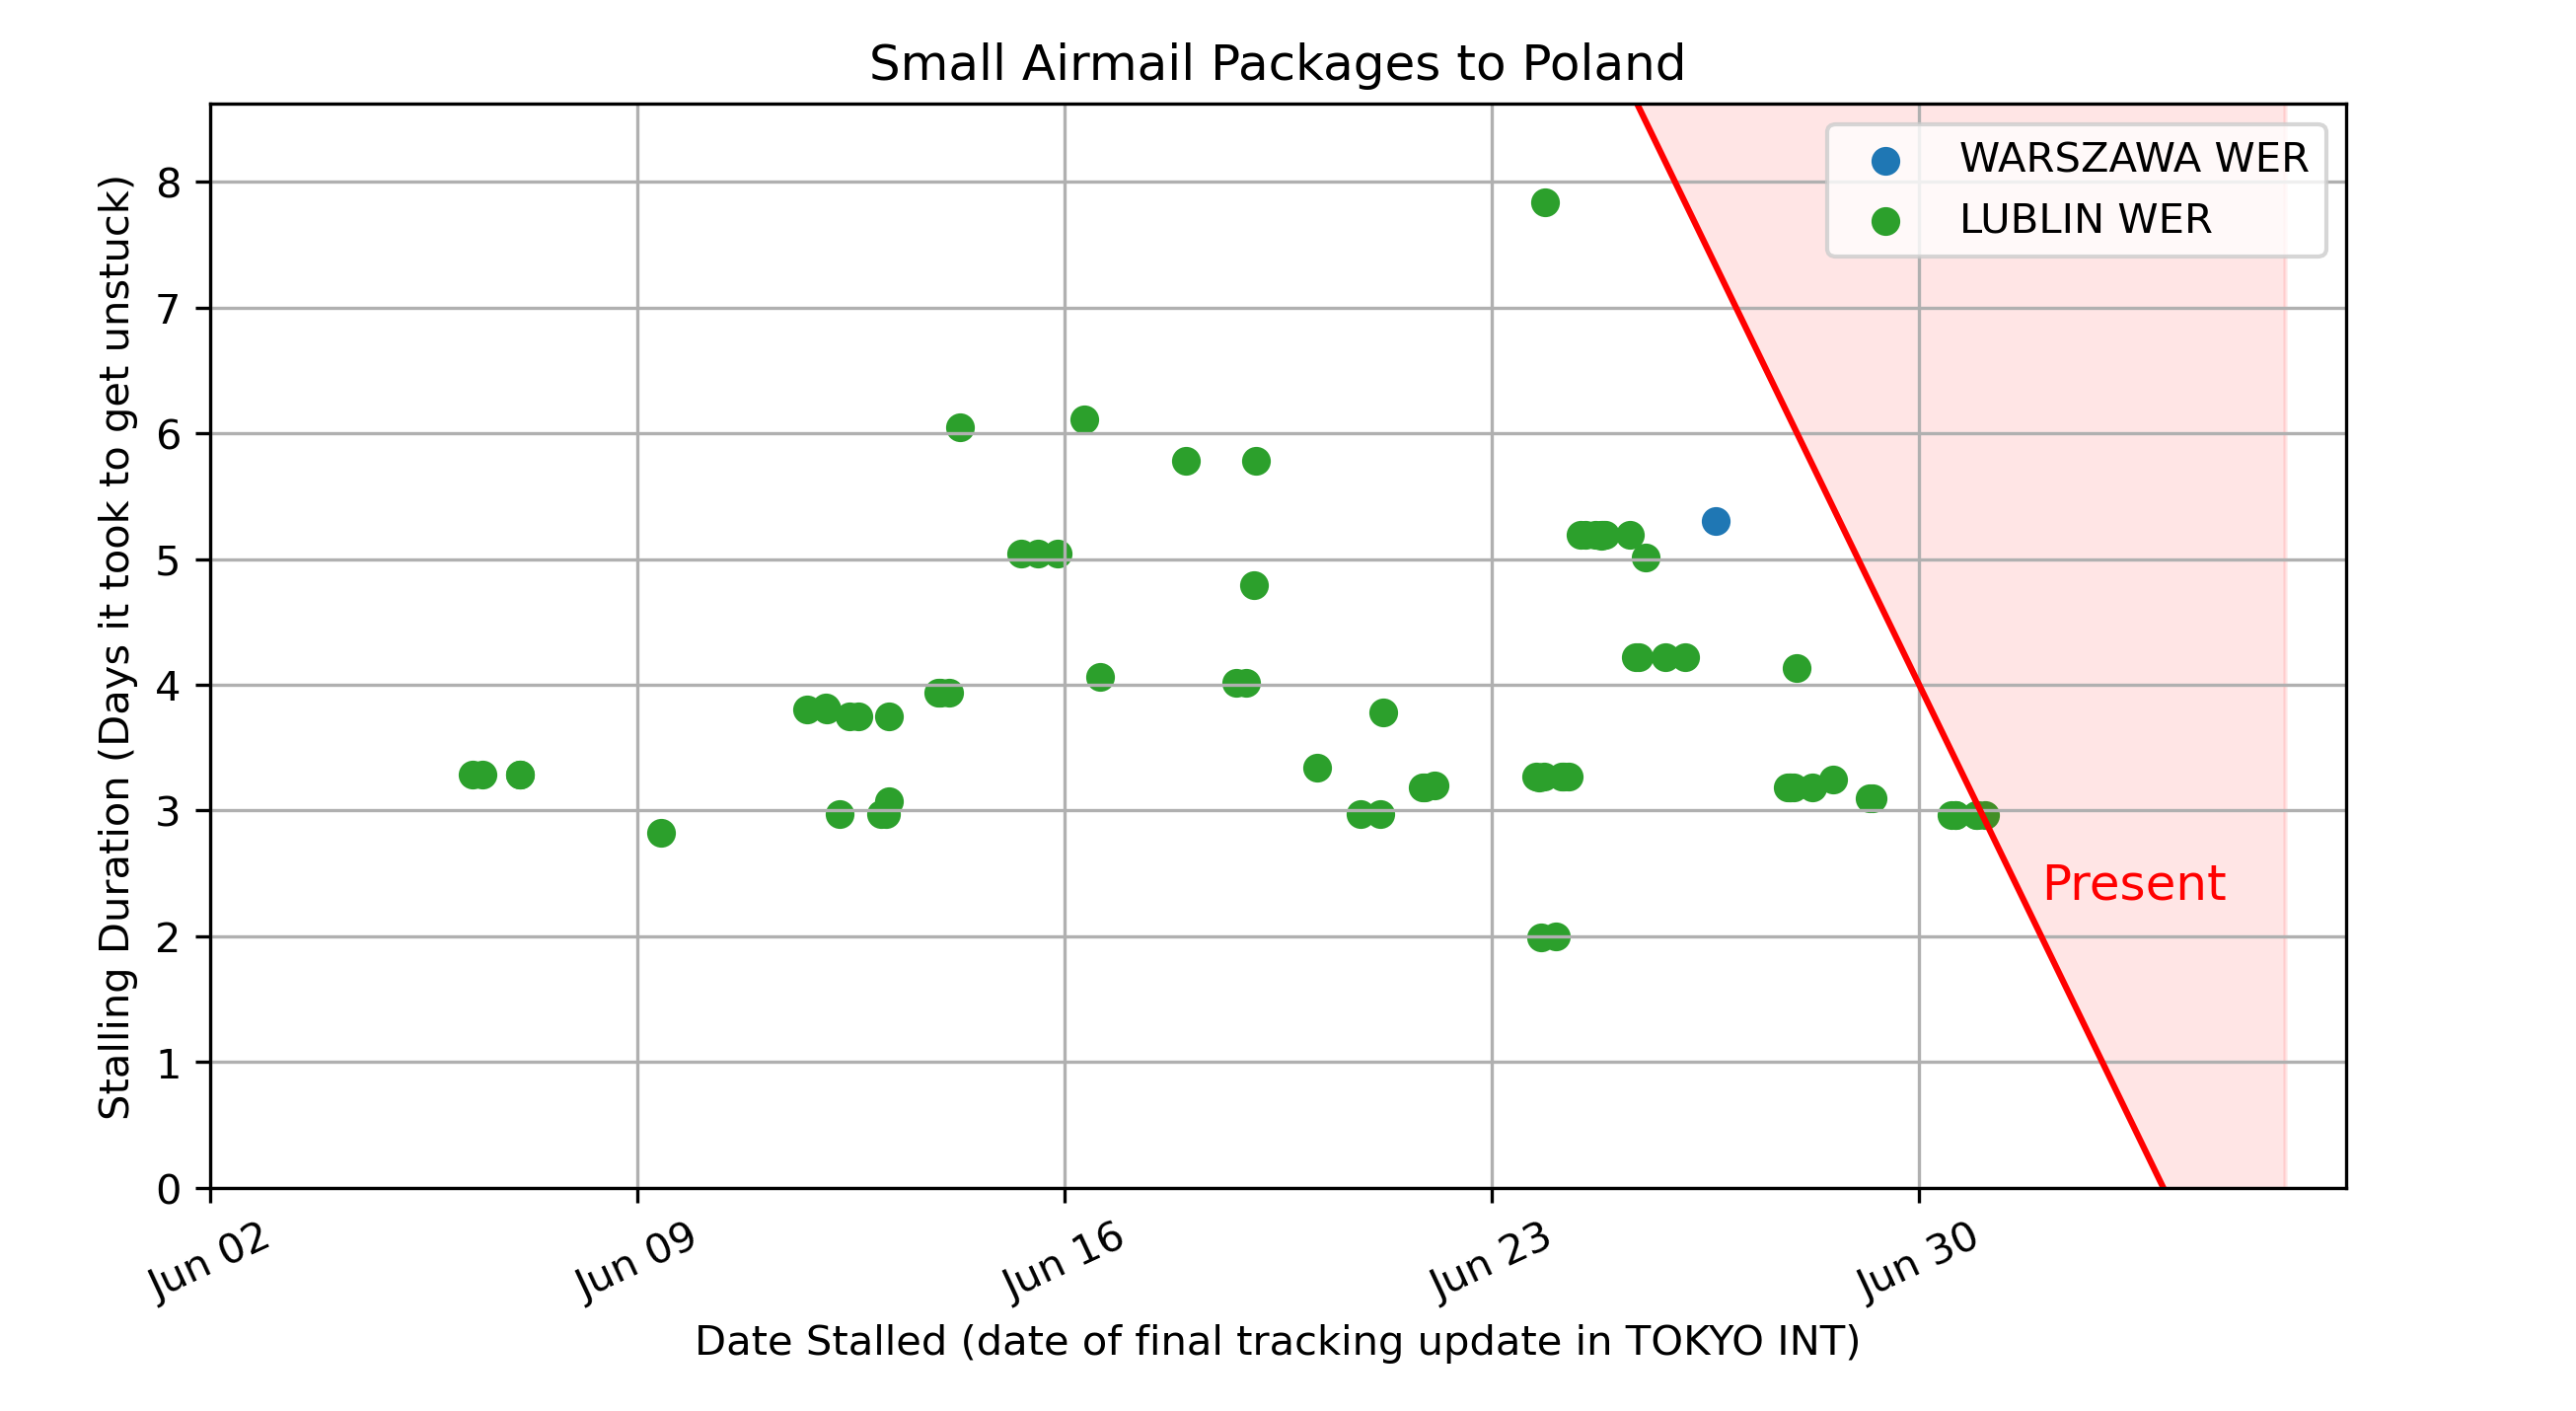 Small Airmail Packages to Poland
WARSZAWA WER
LUBLIN WER
8
7
6
5
4
3
2
1
0
Stalling Duration (Days it took to get unstuck)
Present
Jun 02
Jun 09
Jun 16
Jun 23
Jun 30
Date Stalled (date of final tracking update in TOKYO INT)